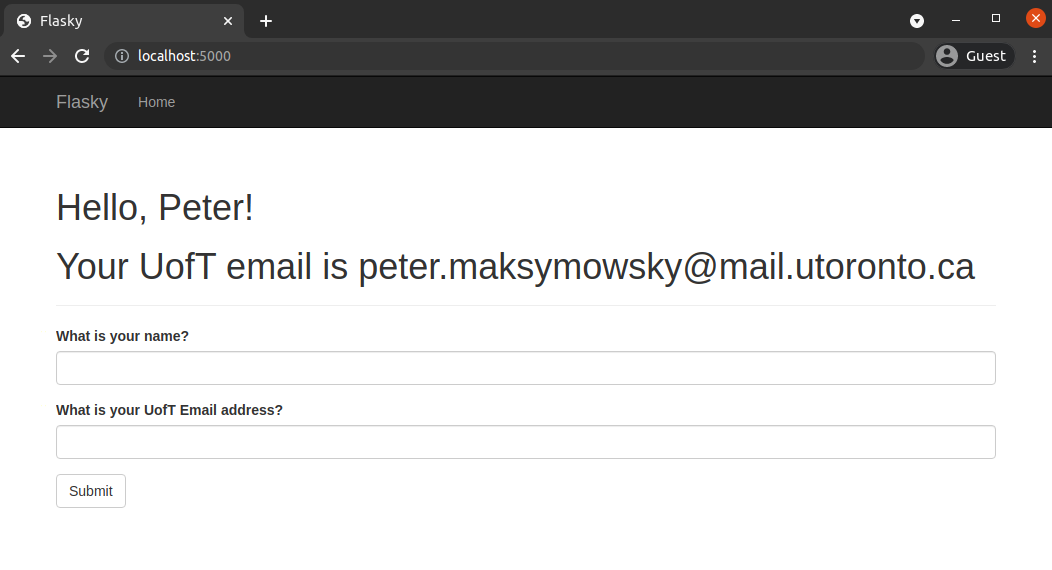 Flasky
localhost:5000
Guest
Flasky Home
Hello, Peter!
Your UofT email is peter.maksymowsky@mail.utoronto.ca
What is your name?
What is your UofT Email address?
Submit